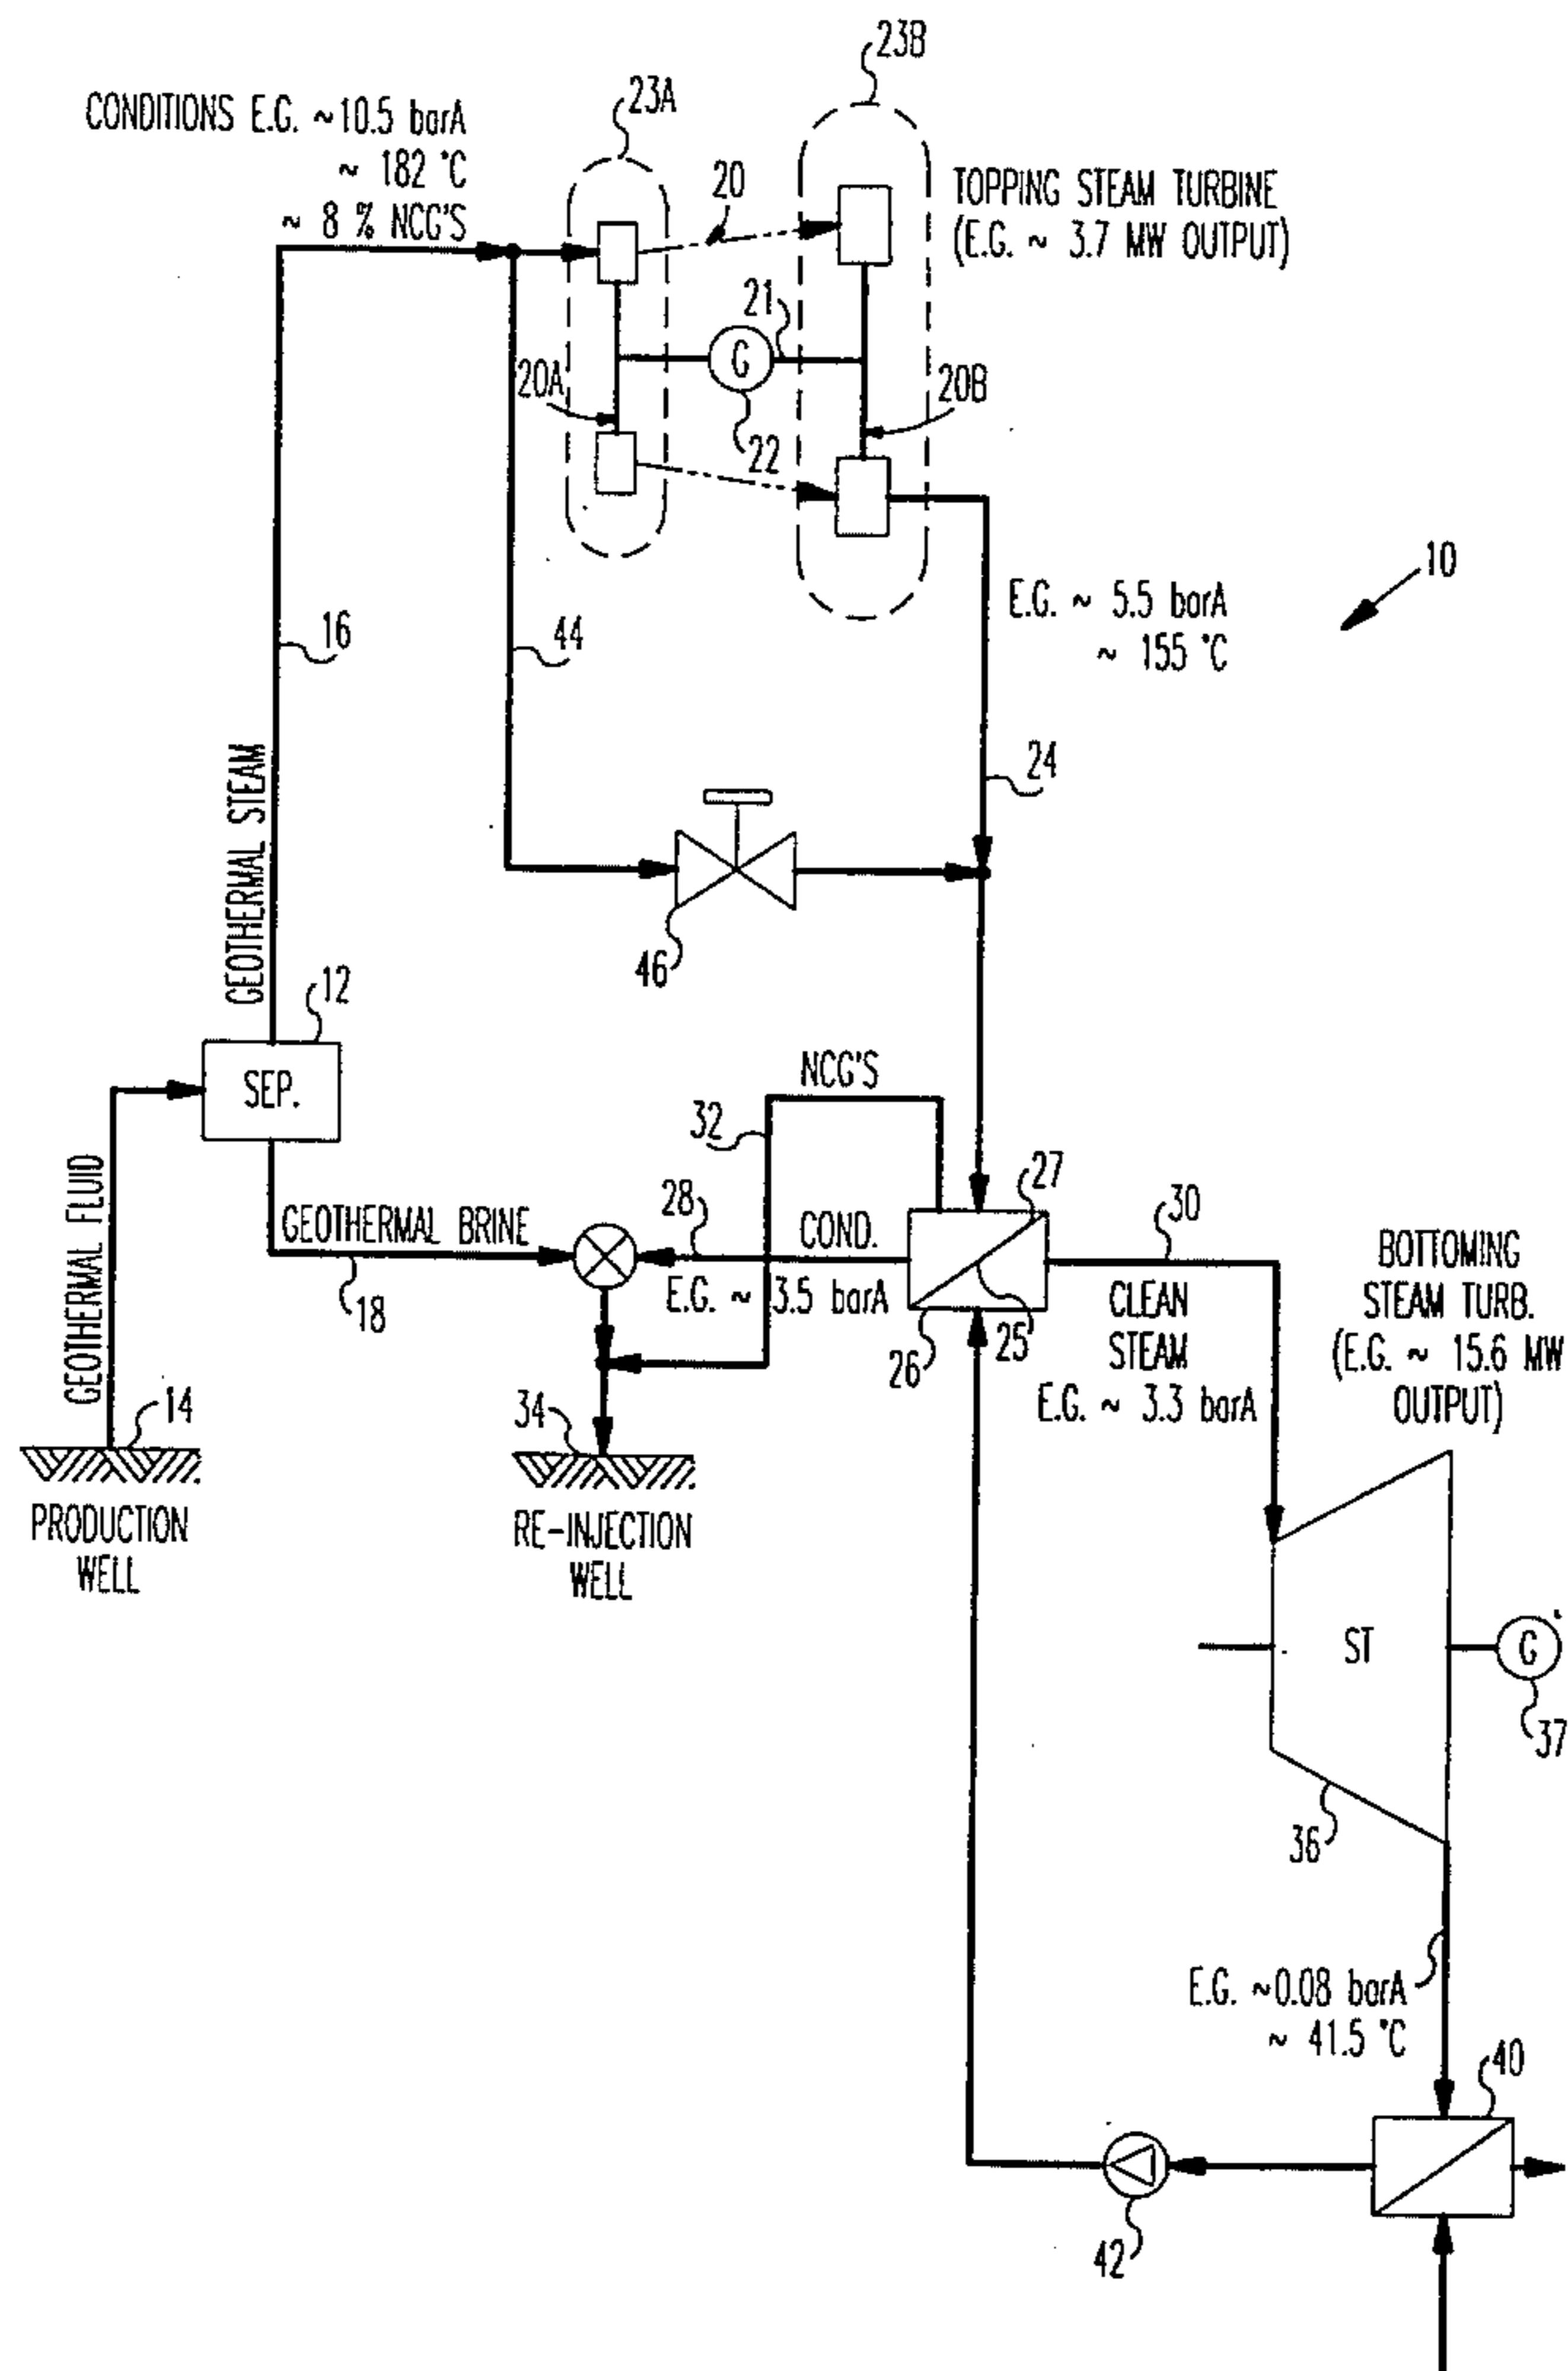 23B
23A
CONDITIONS E.G. ~10.5 barA
~ 182 °C
~ 8 % NCG'S
20
TOPPING STEAM TURBINE
(E.G. ~ 3.7 MW OUTPUT)
21
G
20A
20B
22
10
E.G. ~ 5.5 barA
~ 155 °C
16
44
24
GEOTHERMAL STEAM
46
12
SEP.
NCG'S
32
27
GEOTHERMAL FLUID
GEOTHERMAL BRINE
28
COND.
30
BOTTOMING
STEAM TURB.
(E.G. ~ 15.6 MW
OUTPUT)
18
E.G. ~ 3.5 barA
26
25
CLEAN
STEAM
E.G. ~ 3.3 barA
14
34
PRODUCTION
WELL
RE-INJECTION
WELL
ST
G
37
36
E.G. ~0.08 barA
~ 41.5 °C
40
42